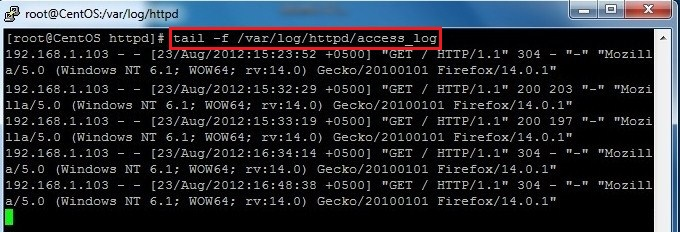 root@CentOS:/var/log/httpd
[root@CentOS httpd]# tail -f /var/log/httpd/access_log
192.168.1.103 - - [23/Aug/2012:15:23:52 +0500] "GET / HTTP/1.1" 304 - "-" "Mozill
a/5.0 (Windows NT 6.1; WOW64; rv:14.0) Gecko/20100101 Firefox/14.0.1"
192.168.1.103 - - [23/Aug/2012:15:32:29 +0500] "GET / HTTP/1.1" 200 203 "-" "Mozi
lla/5.0 (Windows NT 6.1; WOW64; rv:14.0) Gecko/20100101 Firefox/14.0.1"
192.168.1.103 - - [23/Aug/2012:15:33:19 +0500] "GET / HTTP/1.1" 200 197 "-" "Mozi
lla/5.0 (Windows NT 6.1; WOW64; rv:14.0) Gecko/20100101 Firefox/14.0.1"
192.168.1.103 - - [23/Aug/2012:16:34:14 +0500] "GET / HTTP/1.1" 304 - "-" "Mozill
a/5.0 (Windows NT 6.1; WOW64; rv:14.0) Gecko/20100101 Firefox/14.0.1"
192.168.1.103 - - [23/Aug/2012:16:48:38 +0500] "GET / HTTP/1.1" 304 - "-" "Mozill
a/5.0 (Windows NT 6.1; WOW64; rv:14.0) Gecko/20100101 Firefox/14.0.1"